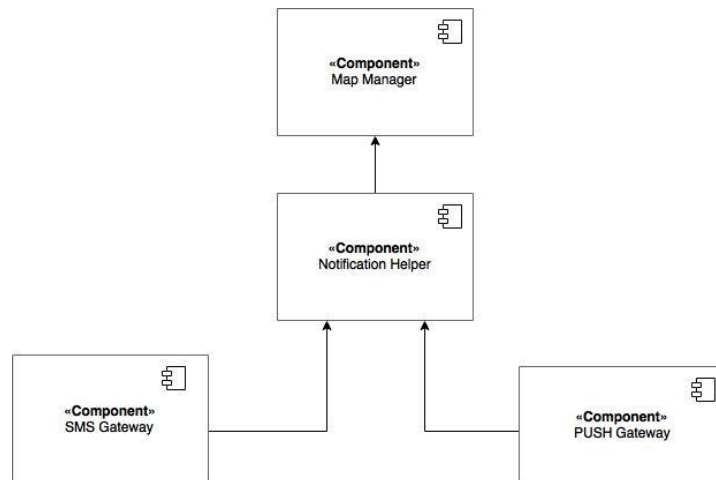 «Component»
Map Manager
«Component»
Notification Helper
«Component»
SMS Gateway
«Component»
PUSH Gateway